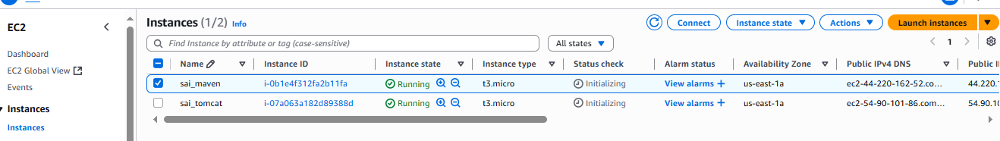 EC2
Dashboard
EC2 Global View
Events
Instances
Instances
Instances (1/2) Info
Connect
Instance state
Actions
Launch instances
Find Instance by attribute or tag (case-sensitive)
All states
1
Name Instance ID Instance state Instance type Status check Alarm status Availability Zone Public IPv4 DNS Public I
sai_maven i-0b1e4f312fa2b11fa Running t3.micro Initializing View alarms + us-east-1a ec2-44-220-162-52.co... 44.220.1
sai_tomcat i-07a063a182d89388d Running t3.micro Initializing View alarms + us-east-1a ec2-54-90-101-86.com... 54.90.10